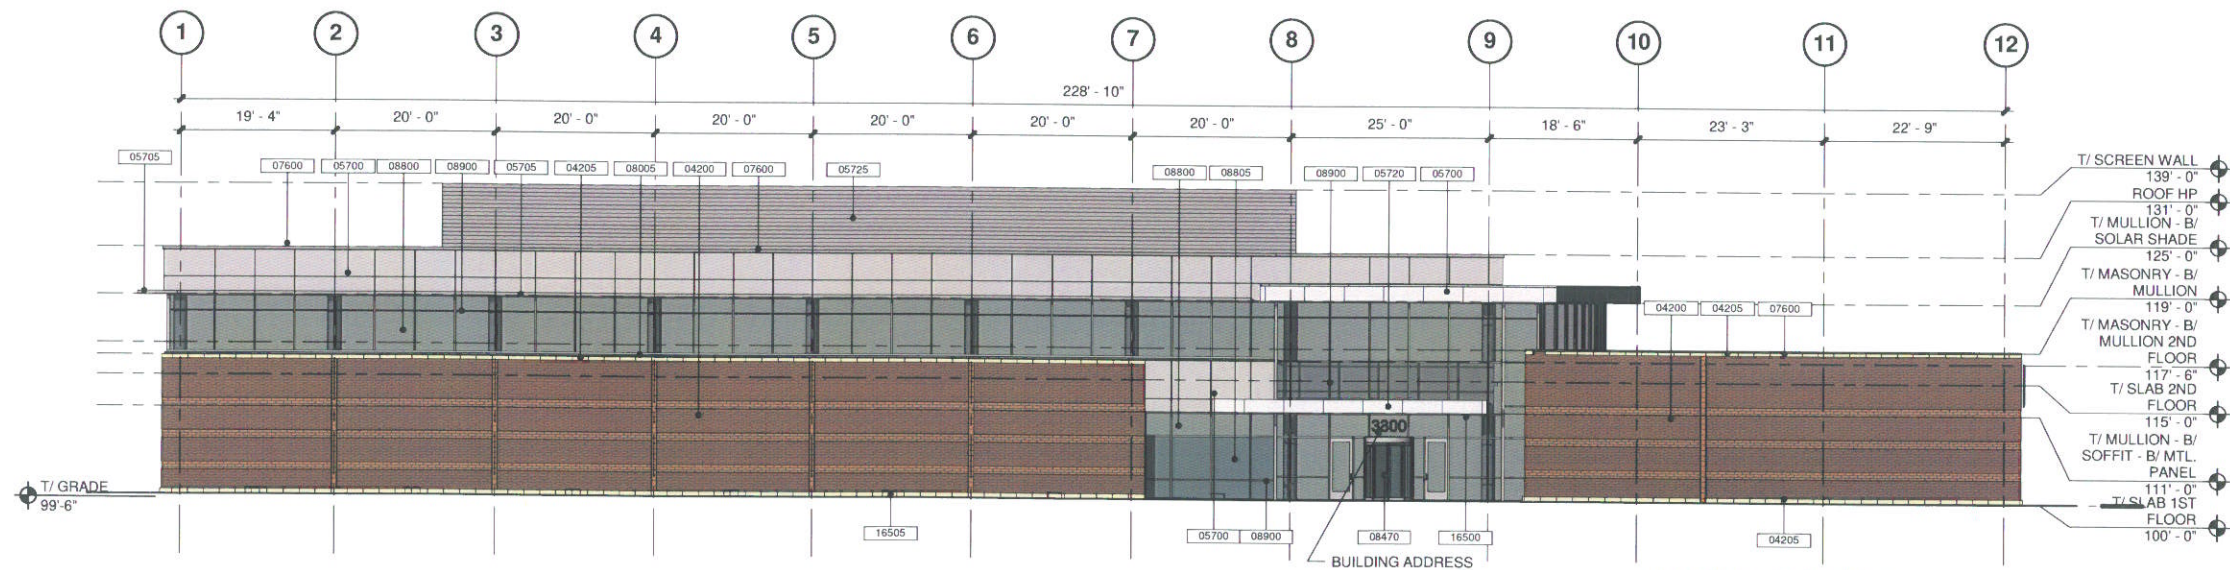 1 2 3 4 5 6 7 8 9 10 11 12
228' - 10"
19' - 4" 20' - 0" 20' - 0" 20' - 0" 20' - 0" 20' - 0" 20' - 0" 25' - 0" 18' - 6" 23' - 3" 22' - 9"
05705 07600 05700 08800 08900 05705 04205 08005 04200 07600 05725 08800 08805 08900 05720 05700
04200 04205 07600
T/ SCREEN WALL
139' - 0"
ROOF HP
131' - 0"
T/ MULLION - B/
SOLAR SHADE
125' - 0"
T/ MASONRY - B/
MULLION
119' - 0"
T/ MASONRY - B/
MULLION 2ND
FLOOR
117' - 6"
T/ SLAB 2ND
FLOOR
115' - 0"
T/ MULLION - B/
SOFFIT - B/ MTL.
PANEL
111' - 0"
T/ SLAB 1ST
FLOOR
100' - 0"
3300
T/ GRADE
99'-6"
16505 05700 08900 08470 16500 04205
BUILDING ADDRESS